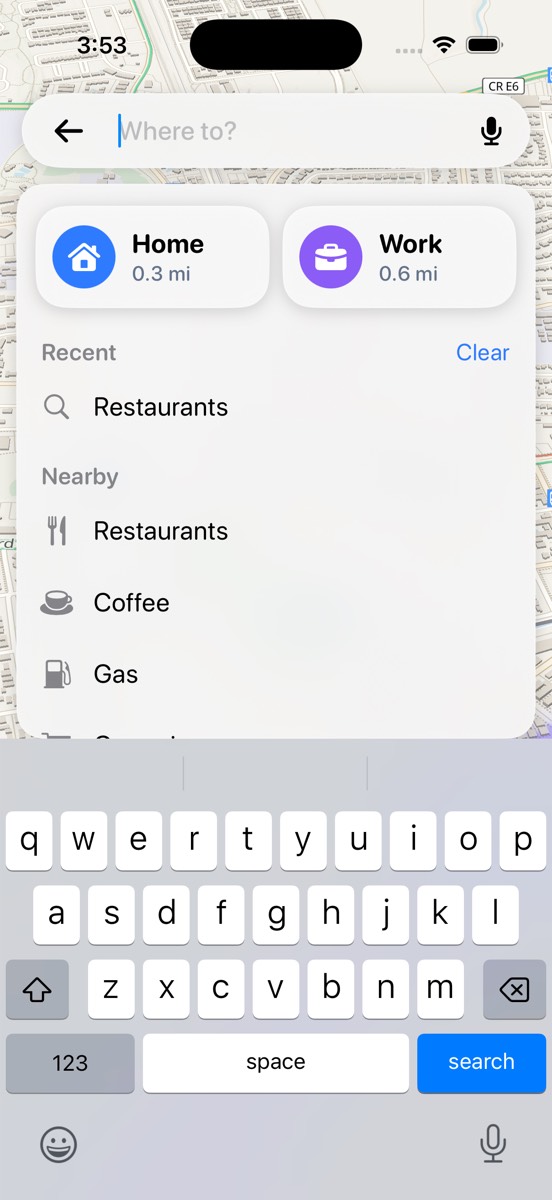 3:53
CR E6
Where to?
Home
0.3 mi
Work
0.6 mi
Recent
Clear
Restaurants
Nearby
Restaurants
Coffee
Gas
q w e r t y u i o p
a s d f g h j k l
z x c v b n m
123
space
search